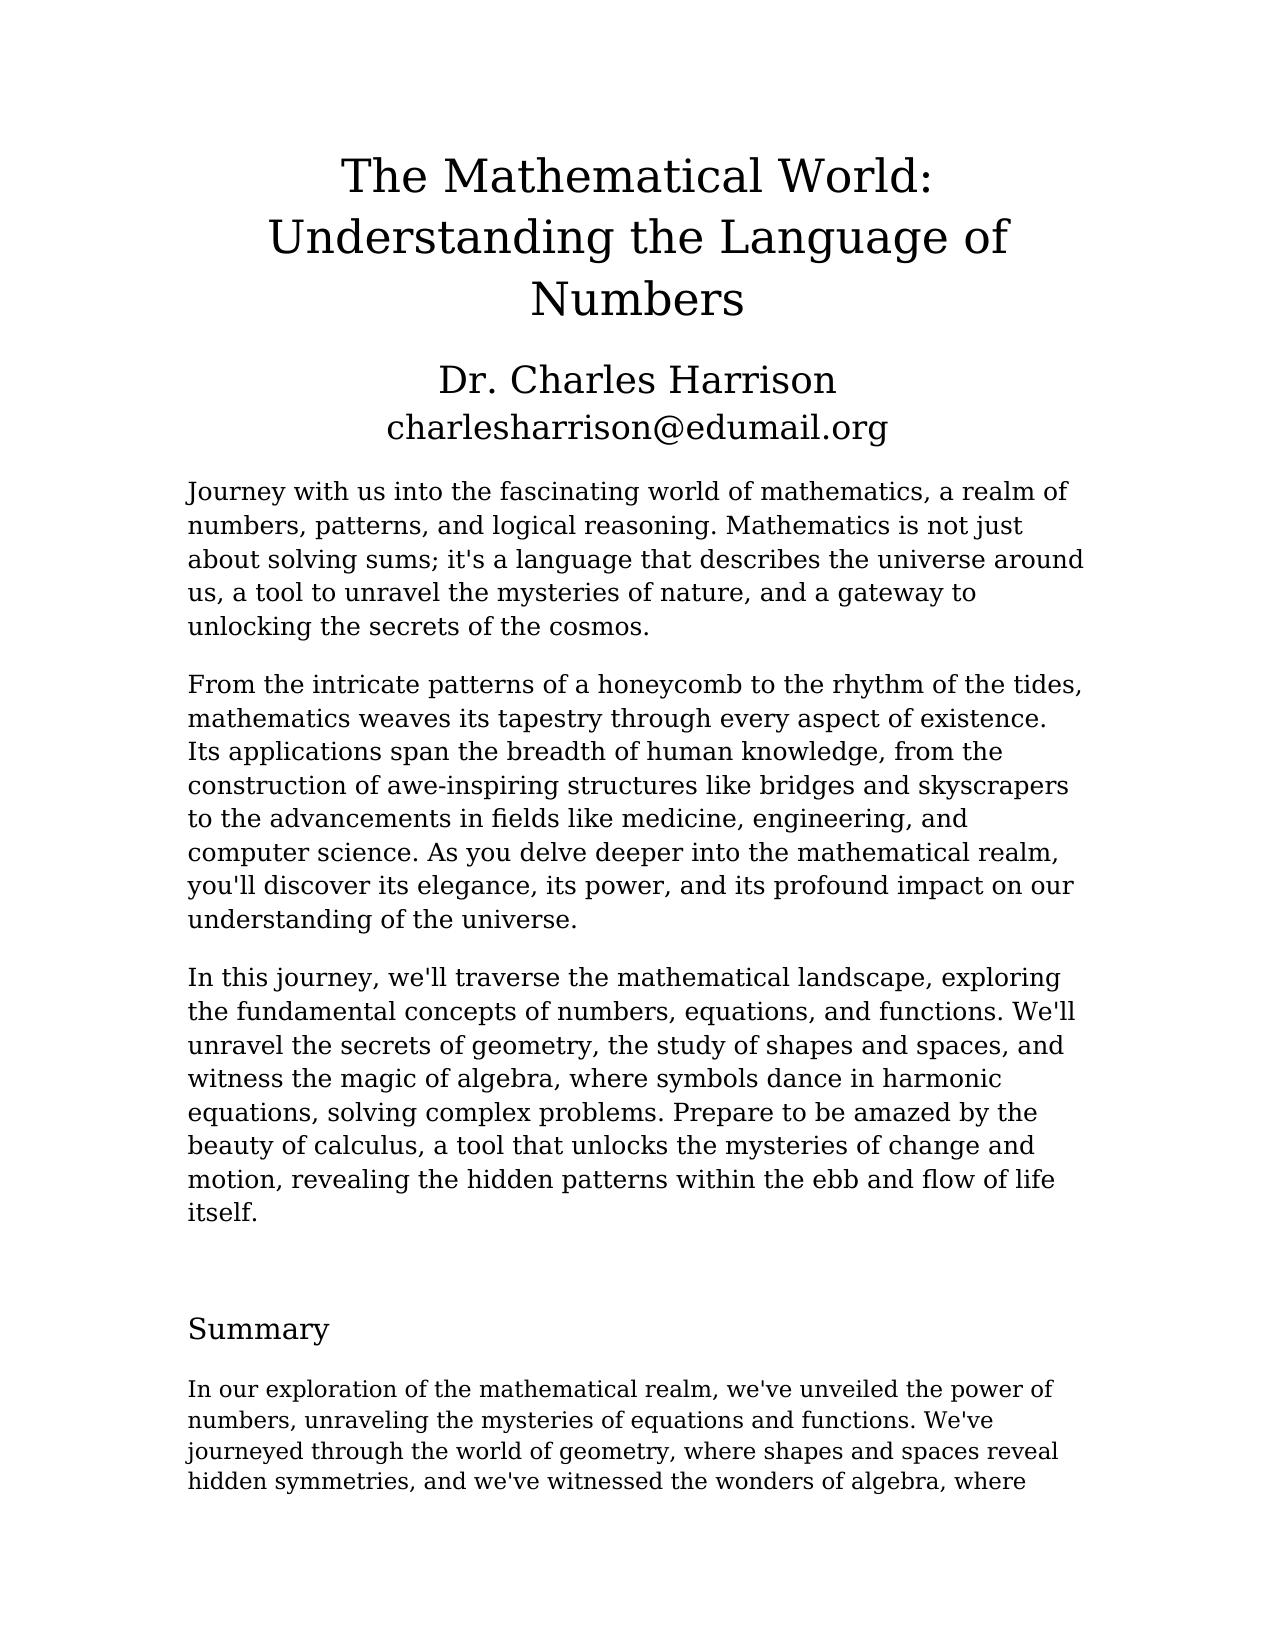 The Mathematical World:
Understanding the Language of
Numbers
Dr. Charles Harrison
charlesharrison@edumail.org
Journey with us into the fascinating world of mathematics, a realm of
numbers, patterns, and logical reasoning. Mathematics is not just
about solving sums; it's a language that describes the universe around
us, a tool to unravel the mysteries of nature, and a gateway to
unlocking the secrets of the cosmos.
From the intricate patterns of a honeycomb to the rhythm of the tides,
mathematics weaves its tapestry through every aspect of existence.
Its applications span the breadth of human knowledge, from the
construction of awe-inspiring structures like bridges and skyscrapers
to the advancements in fields like medicine, engineering, and
computer science. As you delve deeper into the mathematical realm,
you'll discover its elegance, its power, and its profound impact on our
understanding of the universe.
In this journey, we'll traverse the mathematical landscape, exploring
the fundamental concepts of numbers, equations, and functions. We'll
unravel the secrets of geometry, the study of shapes and spaces, and
witness the magic of algebra, where symbols dance in harmonic
equations, solving complex problems. Prepare to be amazed by the
beauty of calculus, a tool that unlocks the mysteries of change and
motion, revealing the hidden patterns within the ebb and flow of life
itself.
Summary
In our exploration of the mathematical realm, we've unveiled the power of
numbers, unraveling the mysteries of equations and functions. We've
journeyed through the world of geometry, where shapes and spaces reveal
hidden symmetries, and we've witnessed the wonders of algebra, where